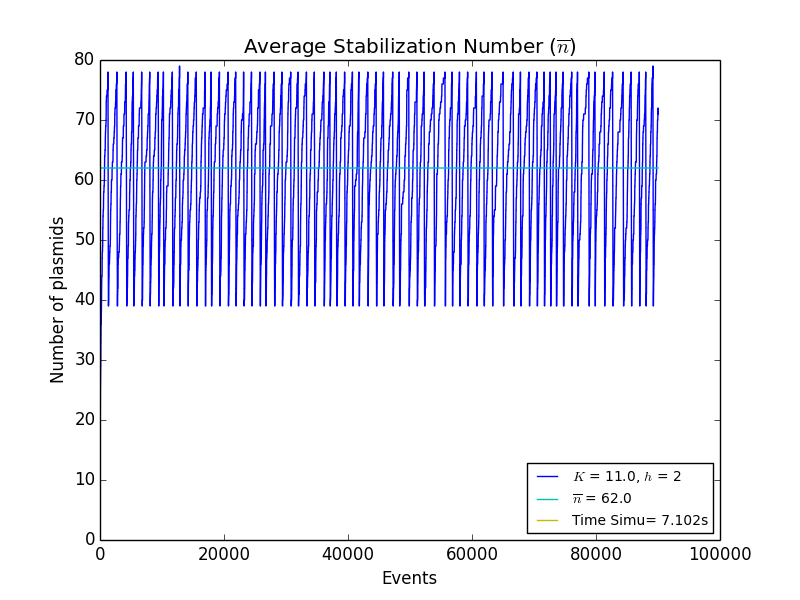 Average Stabilization Number (n̅)
80
70
60
50
40
30
20
10
0
Number of plasmids
0 20000 40000 60000 80000 100000
Events
K = 11.0, h = 2
n̅ = 62.0
Time Simu= 7.102s